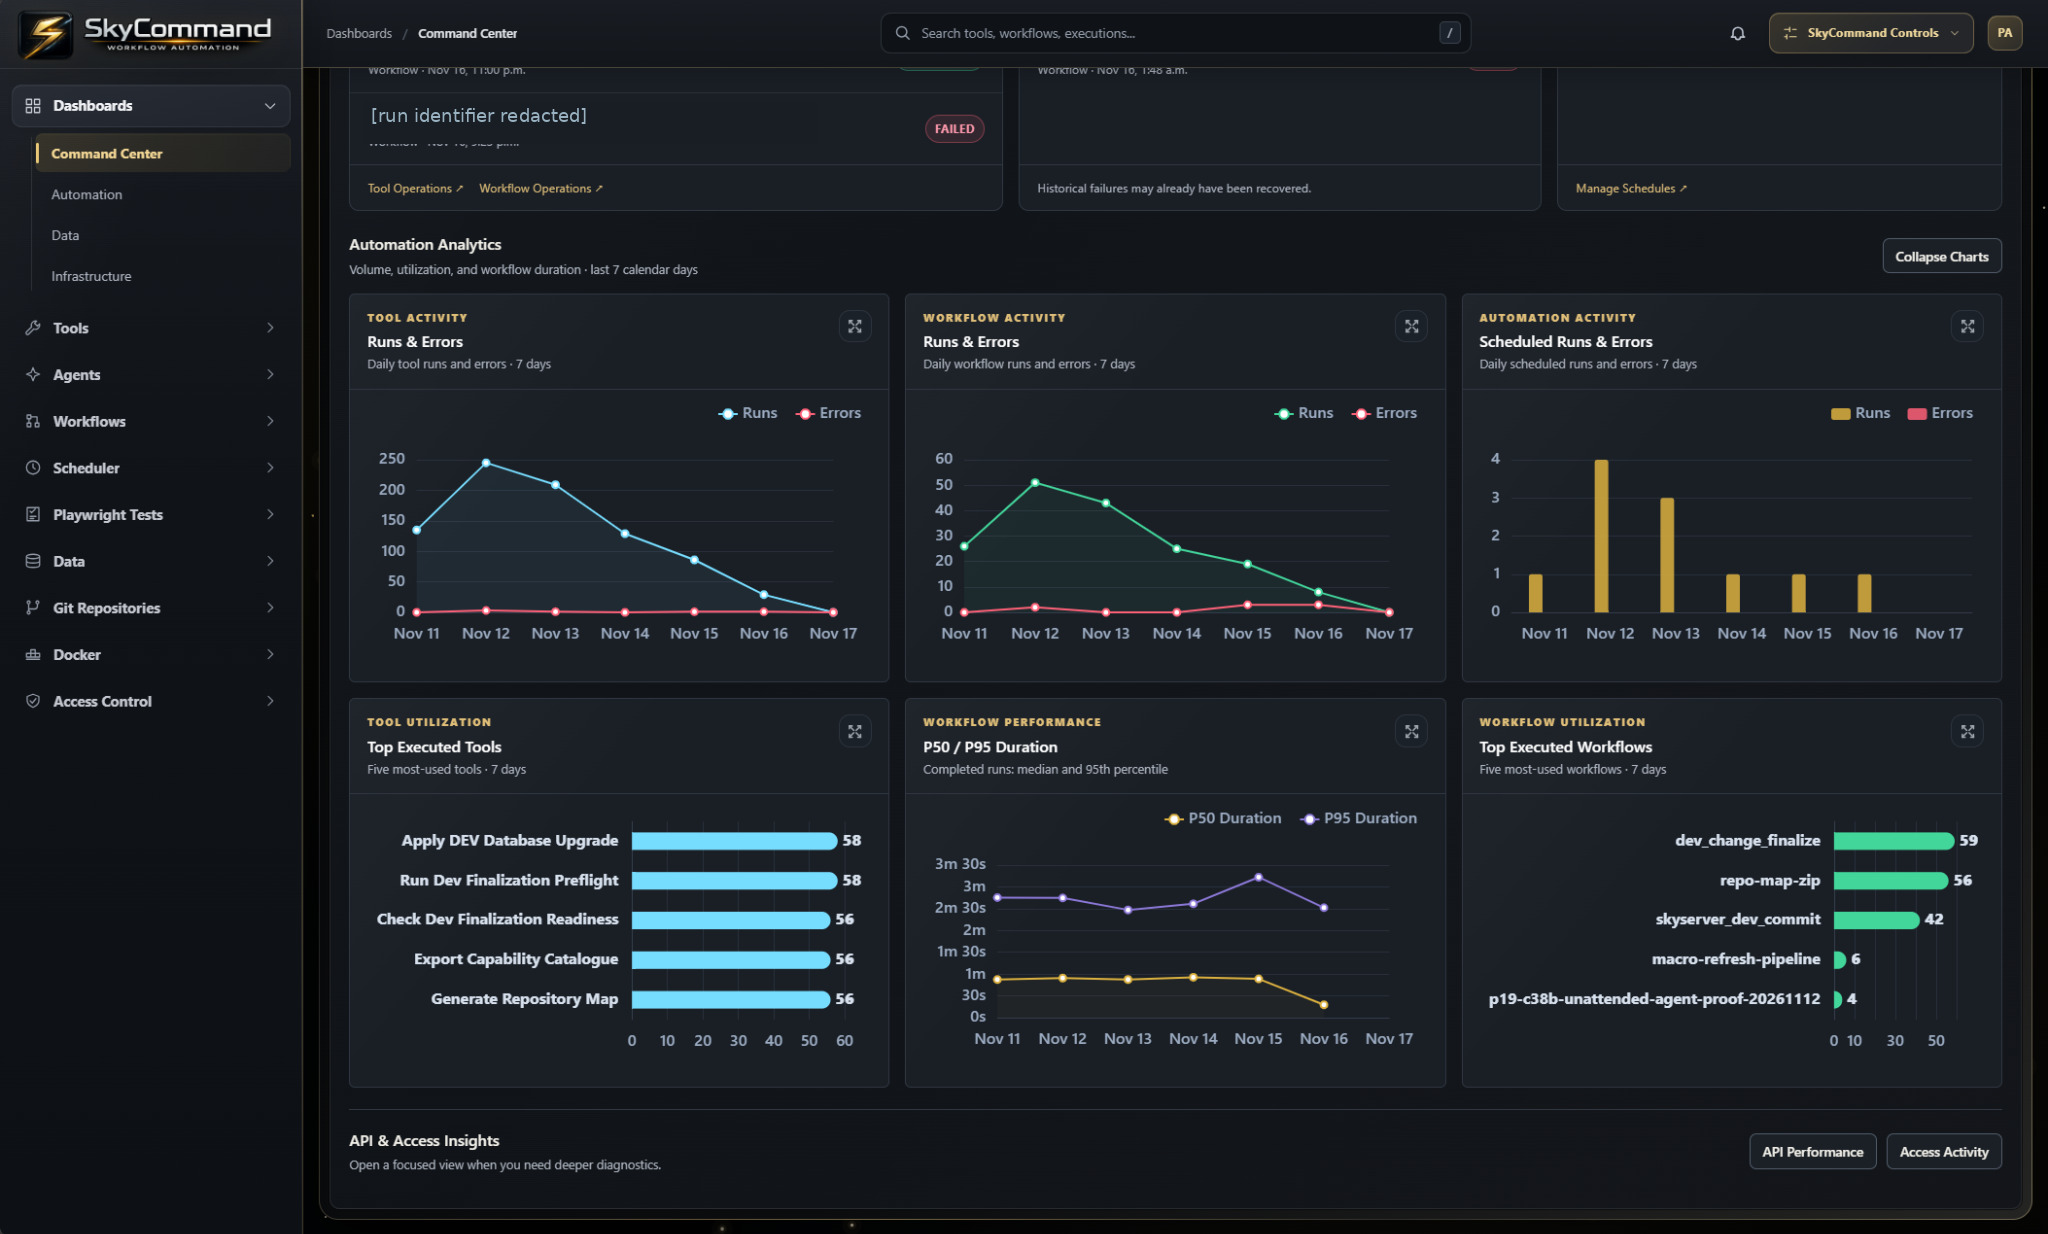 SkyCommand
WORKFLOW AUTOMATION
Dashboards / Command Center
Search tools, workflows, executions... /
SkyCommand Controls
PA
Dashboards
Command Center
Automation
Data
Infrastructure
Tools
Agents
Workflows
Scheduler
Playwright Tests
Data
Git Repositories
Docker
Access Control
Workflow · Nov 16, 11:00 p.m.
[run identifier redacted]
FAILED
Tool Operations ↗ Workflow Operations ↗
Workflow · Nov 16, 1:48 a.m.
Historical failures may already have been recovered.
Manage Schedules ↗
Automation Analytics
Volume, utilization, and workflow duration · last 7 calendar days
Collapse Charts
TOOL ACTIVITY
Runs & Errors
Daily tool runs and errors · 7 days
Runs Errors
250
200
150
100
50
0
Nov 11 Nov 12 Nov 13 Nov 14 Nov 15 Nov 16 Nov 17
WORKFLOW ACTIVITY
Runs & Errors
Daily workflow runs and errors · 7 days
Runs Errors
60
50
40
30
20
10
0
Nov 11 Nov 12 Nov 13 Nov 14 Nov 15 Nov 16 Nov 17
AUTOMATION ACTIVITY
Scheduled Runs & Errors
Daily scheduled runs and errors · 7 days
Runs Errors
4
3
2
1
0
Nov 11 Nov 12 Nov 13 Nov 14 Nov 15 Nov 16 Nov 17
TOOL UTILIZATION
Top Executed Tools
Five most-used tools · 7 days
Apply DEV Database Upgrade 58
Run Dev Finalization Preflight 58
Check Dev Finalization Readiness 56
Export Capability Catalogue 56
Generate Repository Map 56
0 10 20 30 40 50 60
WORKFLOW PERFORMANCE
P50 / P95 Duration
Completed runs: median and 95th percentile
P50 Duration P95 Duration
3m 30s
3m
2m 30s
2m
1m 30s
1m
30s
0s
Nov 11 Nov 12 Nov 13 Nov 14 Nov 15 Nov 16 Nov 17
WORKFLOW UTILIZATION
Top Executed Workflows
Five most-used workflows · 7 days
dev_change_finalize 59
repo-map-zip 56
skyserver_dev_commit 42
macro-refresh-pipeline 6
p19-c38b-unattended-agent-proof-20261112 4
0 10 30 50
API & Access Insights
Open a focused view when you need deeper diagnostics.
API Performance
Access Activity